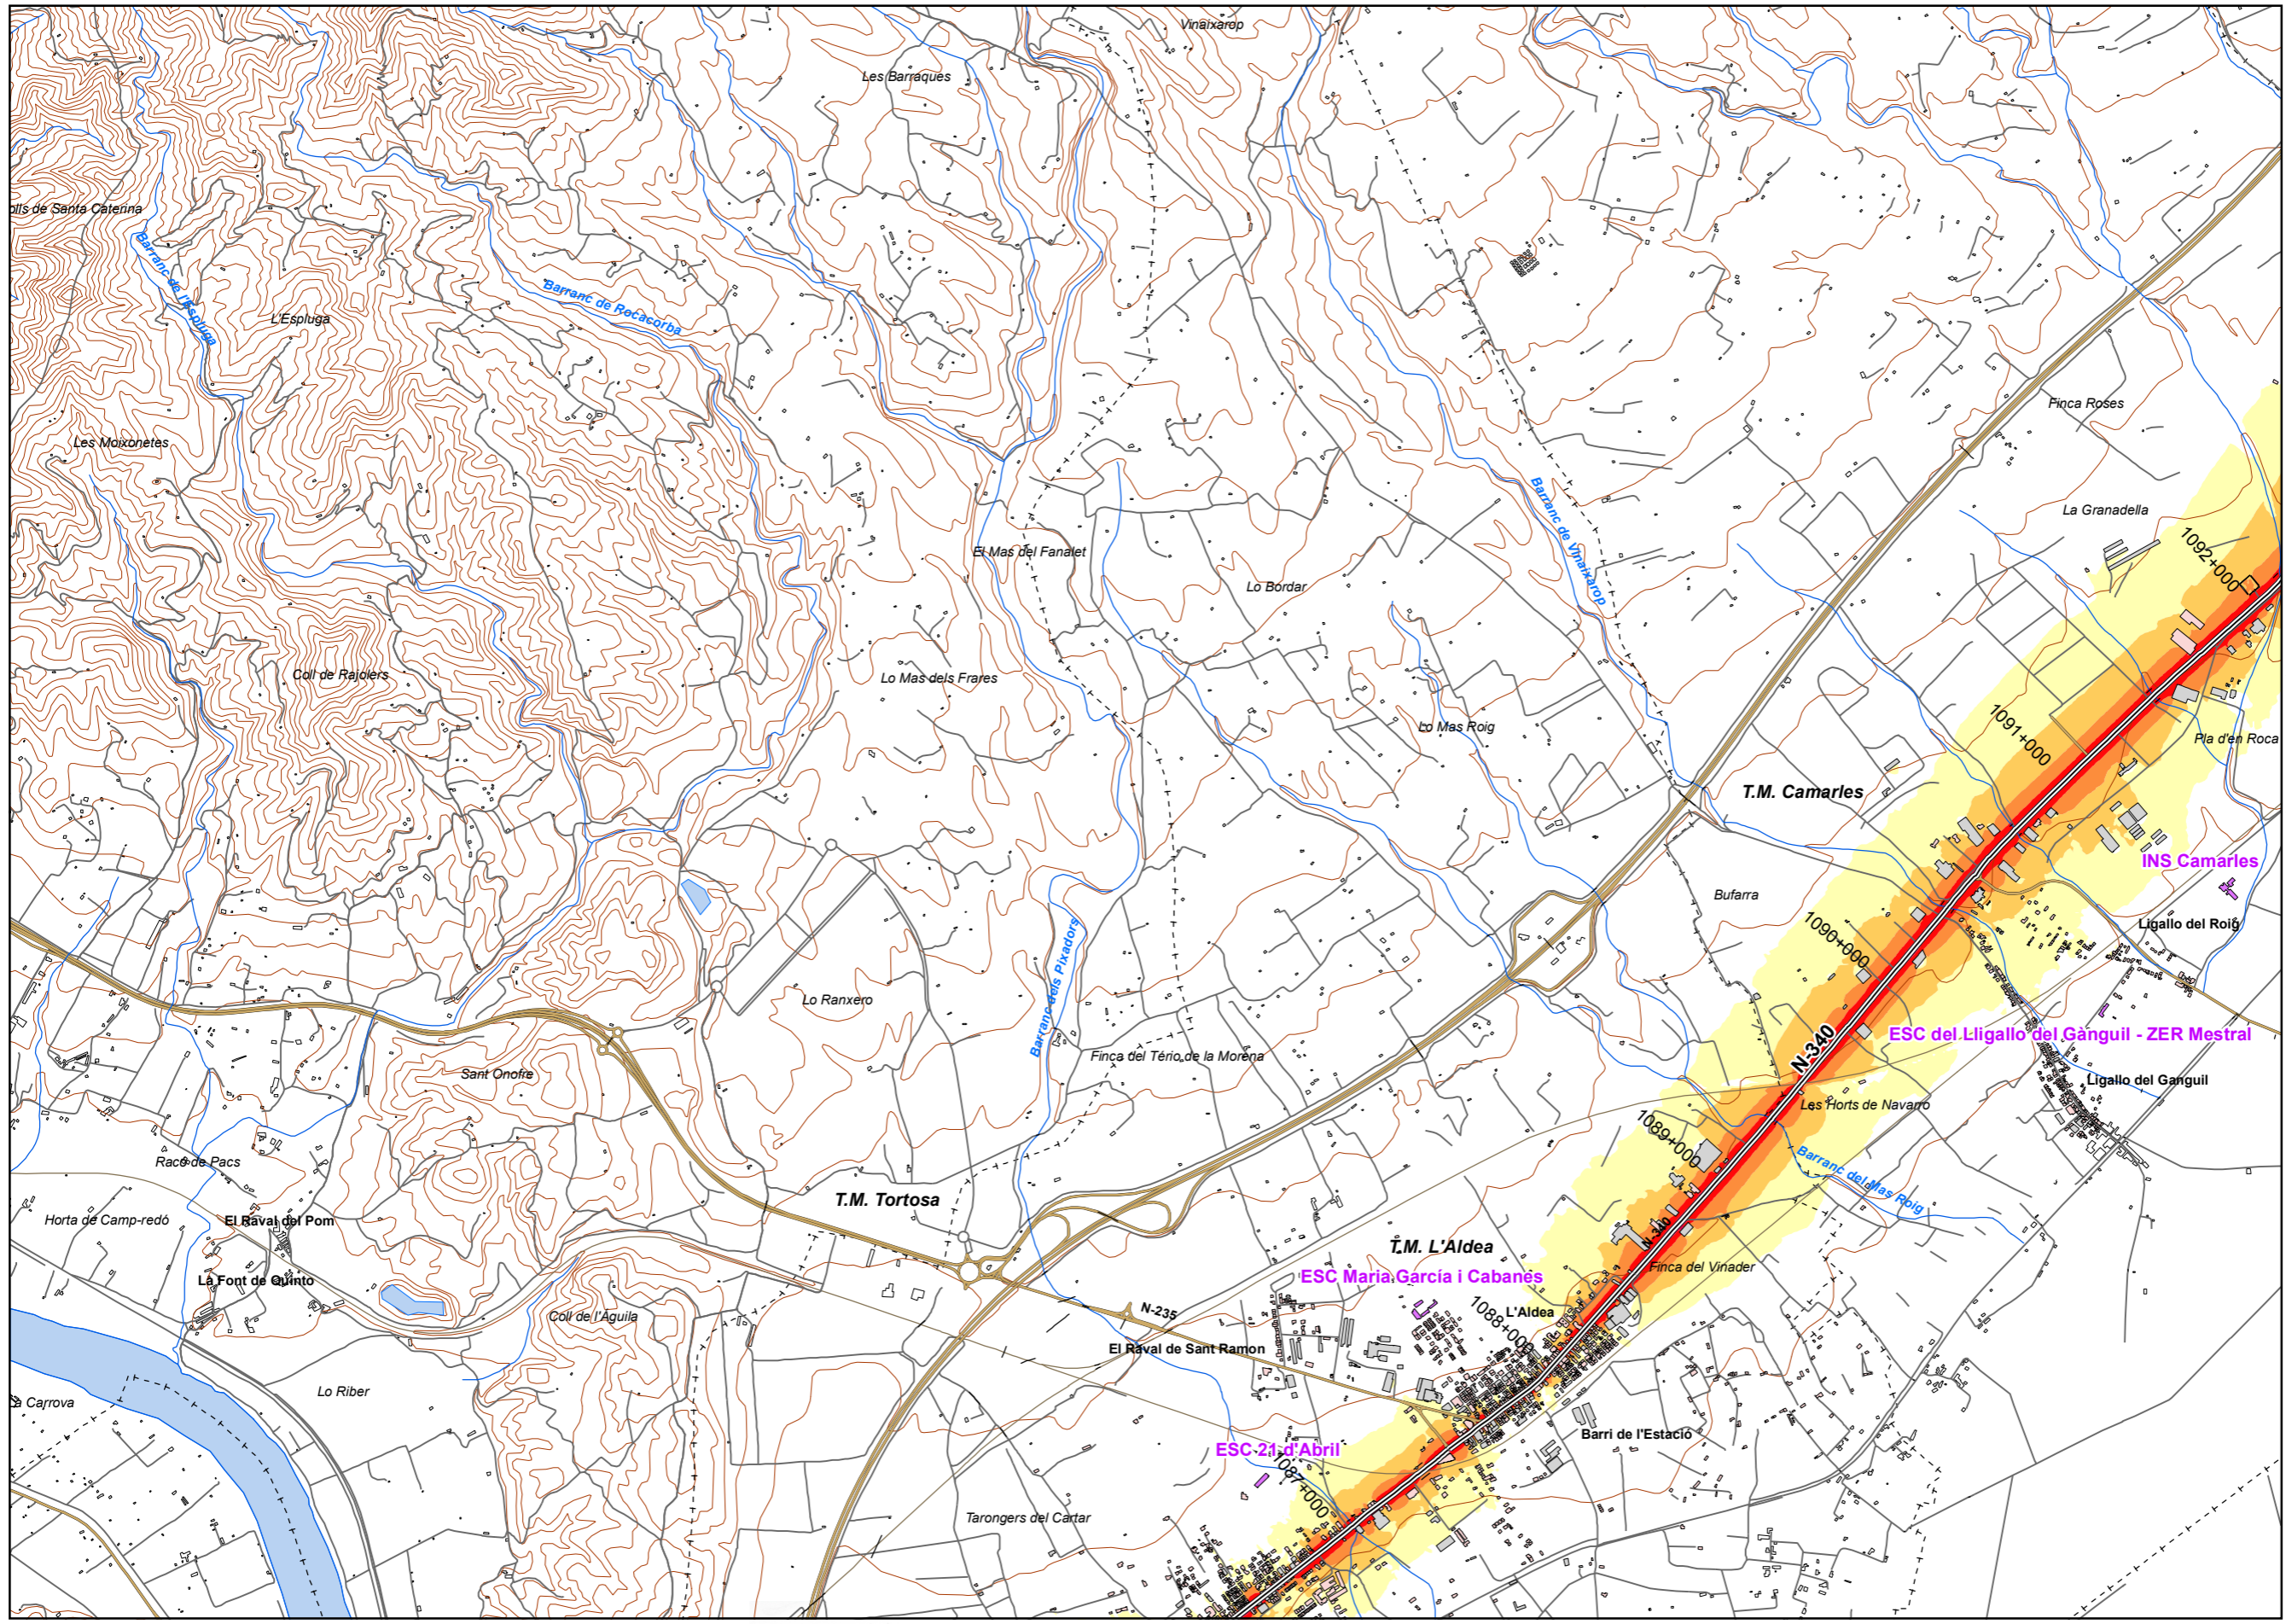 Vinaixarop
Les Barraques
olls de Santa Caterina
Barranc de l'Espluga
L'Espluga
Barranc de Rocacorba
Finca Roses
Les Moixonetes
La Granadella
Barranc de Vinaixarop
1092+000
El Mas del Fanalet
Lo Bordar
Coll de Rajolers
Lo Mas dels Frares
Lo Mas Roig
1091+000
Pla d'en Roca
T.M. Camarles
INS Camarles
Bufarra
Ligallo del Roig
1090+000
Barranc dels Pixadors
Lo Ranxero
ESC del Lligallo del Gànguil - ZER Mestral
N-340
Finca del Tério de la Morena
Sant Onofre
Ligallo del Ganguil
Les Horts de Navarro
1089+000
Racó de Pacs
Barranc del Mas Roig
T.M. Tortosa
Horta de Camp-redó
El Raval del Pom
N-340
T.M. L'Aldea
Finca del Vinader
ESC Maria García i Cabanes
La Font de Quinto
N-235
L'Aldea
1088+000
Coll de l'Àguila
El Raval de Sant Ramon
Lo Riber
a Carrova
Barri de l'Estació
ESC 21 d'Abril
1087+000
Tarongers del Cartar